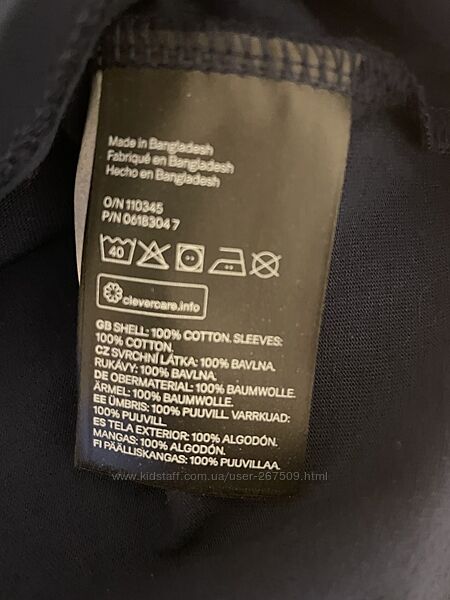 Made in Bangladesh
Fabriqué en Bangladesh
Hecho en Bangladesh
O/N 110345
P/N 0618304 7
40
clevercare.info
GB SHELL: 100% COTTON. SLEEVES:
100% COTTON.
CZ SVRCHNÍ LÁTKA: 100% BAVLNA.
RUKÁVY: 100% BAVLNA.
DE OBERMATERIAL: 100% BAUMWOLLE.
ÄRMEL: 100% BAUMWOLLE.
EE ÜMBRIS: 100% PUUVILL. VARRUKAD:
100% PUUVILL.
ES TELA EXTERIOR: 100% ALGODÓN.
MANGAS: 100% ALGODÓN.
FI PÄÄLLISKANGAS: 100% PUUVILLAA.
www.kidstaff.com.ua/user-267509.html